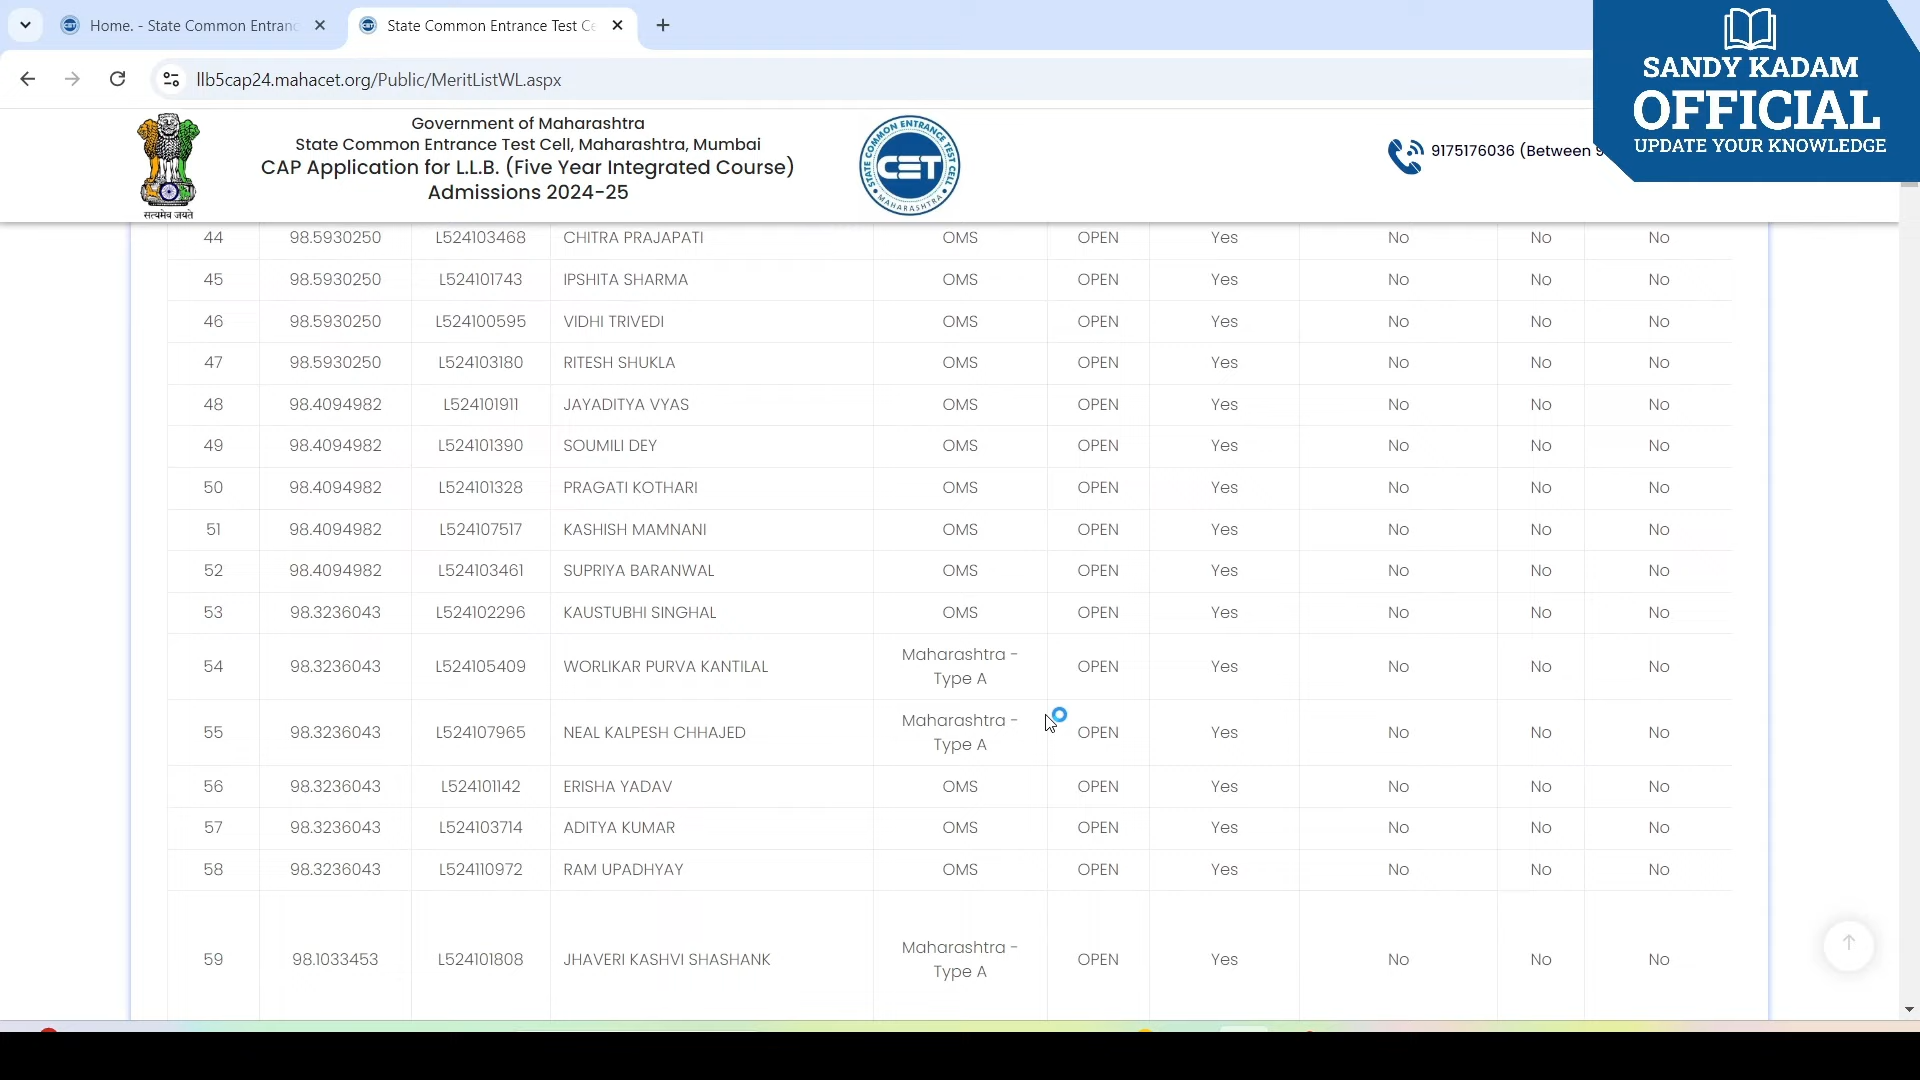 Home. - State Common Entranc
State Common Entrance Test Ce
llb5cap24.mahacet.org/Public/MeritListWL.aspx
SANDY KADAM
OFFICIAL
UPDATE YOUR KNOWLEDGE
सत्यमेव जयते
Government of Maharashtra
State Common Entrance Test Cell, Maharashtra, Mumbai
CAP Application for L.L.B. (Five Year Integrated Course)
Admissions 2024-25
STATE COMMON ENTRANCE TEST CELL
CET
MAHARASHTRA
9175176036 (Between 9
44 98.5930250 L524103468 CHITRA PRAJAPATI OMS OPEN Yes No No No
45 98.5930250 L524101743 IPSHITA SHARMA OMS OPEN Yes No No No
46 98.5930250 L524100595 VIDHI TRIVEDI OMS OPEN Yes No No No
47 98.5930250 L524103180 RITESH SHUKLA OMS OPEN Yes No No No
48 98.4094982 L524101911 JAYADITYA VYAS OMS OPEN Yes No No No
49 98.4094982 L524101390 SOUMILI DEY OMS OPEN Yes No No No
50 98.4094982 L524101328 PRAGATI KOTHARI OMS OPEN Yes No No No
51 98.4094982 L524107517 KASHISH MAMNANI OMS OPEN Yes No No No
52 98.4094982 L524103461 SUPRIYA BARANWAL OMS OPEN Yes No No No
53 98.3236043 L524102296 KAUSTUBHI SINGHAL OMS OPEN Yes No No No
54 98.3236043 L524105409 WORLIKAR PURVA KANTILAL Maharashtra - Type A OPEN Yes No No No
55 98.3236043 L524107965 NEAL KALPESH CHHAJED Maharashtra - Type A OPEN Yes No No No
56 98.3236043 L524101142 ERISHA YADAV OMS OPEN Yes No No No
57 98.3236043 L524103714 ADITYA KUMAR OMS OPEN Yes No No No
58 98.3236043 L524110972 RAM UPADHYAY OMS OPEN Yes No No No
59 98.1033453 L524101808 JHAVERI KASHVI SHASHANK Maharashtra - Type A OPEN Yes No No No